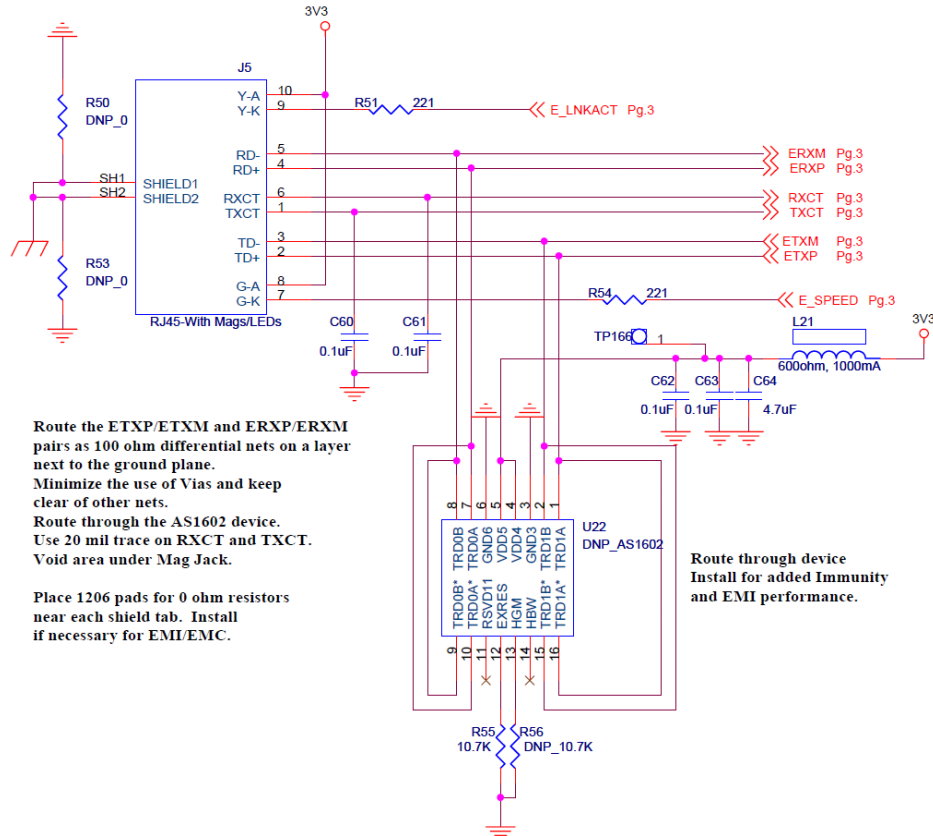 3V3
J5
R50
DNP_0
Y-A 10
Y-K 9
R51 221
E_LNKACT Pg.3
RD- 5
RD+ 4
ERXM Pg.3
ERXP Pg.3
SH1
SH2
SHIELD1
SHIELD2
RXCT 6
TXCT 1
RXCT Pg.3
TXCT Pg.3
TD- 3
TD+ 2
ETXM Pg.3
ETXP Pg.3
R53
DNP_0
G-A 8
G-K 7
R54 221
E_SPEED Pg.3
RJ45-With Mags/LEDs
C60
0.1uF
C61
0.1uF
TP166 1
L21
3V3
600ohm, 1000mA
C62
0.1uF
C63
0.1uF
C64
4.7uF
Route the ETXP/ETXM and ERXP/ERXM
pairs as 100 ohm differential nets on a layer
next to the ground plane.
Minimize the use of Vias and keep
clear of other nets.
Route through the AS1602 device.
Use 20 mil trace on RXCT and TXCT.
Void area under Mag Jack.
Place 1206 pads for 0 ohm resistors
near each shield tab. Install
if necessary for EMI/EMC.
8 7 6 5 4 3 2 1
TRD0B TRD0A GND6 VDD5 VDD4 GND3 TRD1B TRD1A
U22
DNP_AS1602
TRD0B* TRD0A* RSVD11 EXRES HGM HBW TRD1B* TRD1A*
9 10 11 12 13 14 15 16
Route through device
Install for added Immunity
and EMI performance.
R55
10.7K
R56
DNP_10.7K